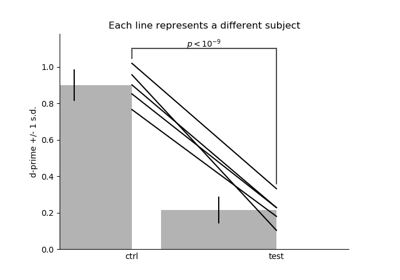 Each line represents a different subject
p < 10⁻⁹
1.0
0.8
0.6
0.4
0.2
0.0
d-prime +/- 1 s.d.
ctrl
test